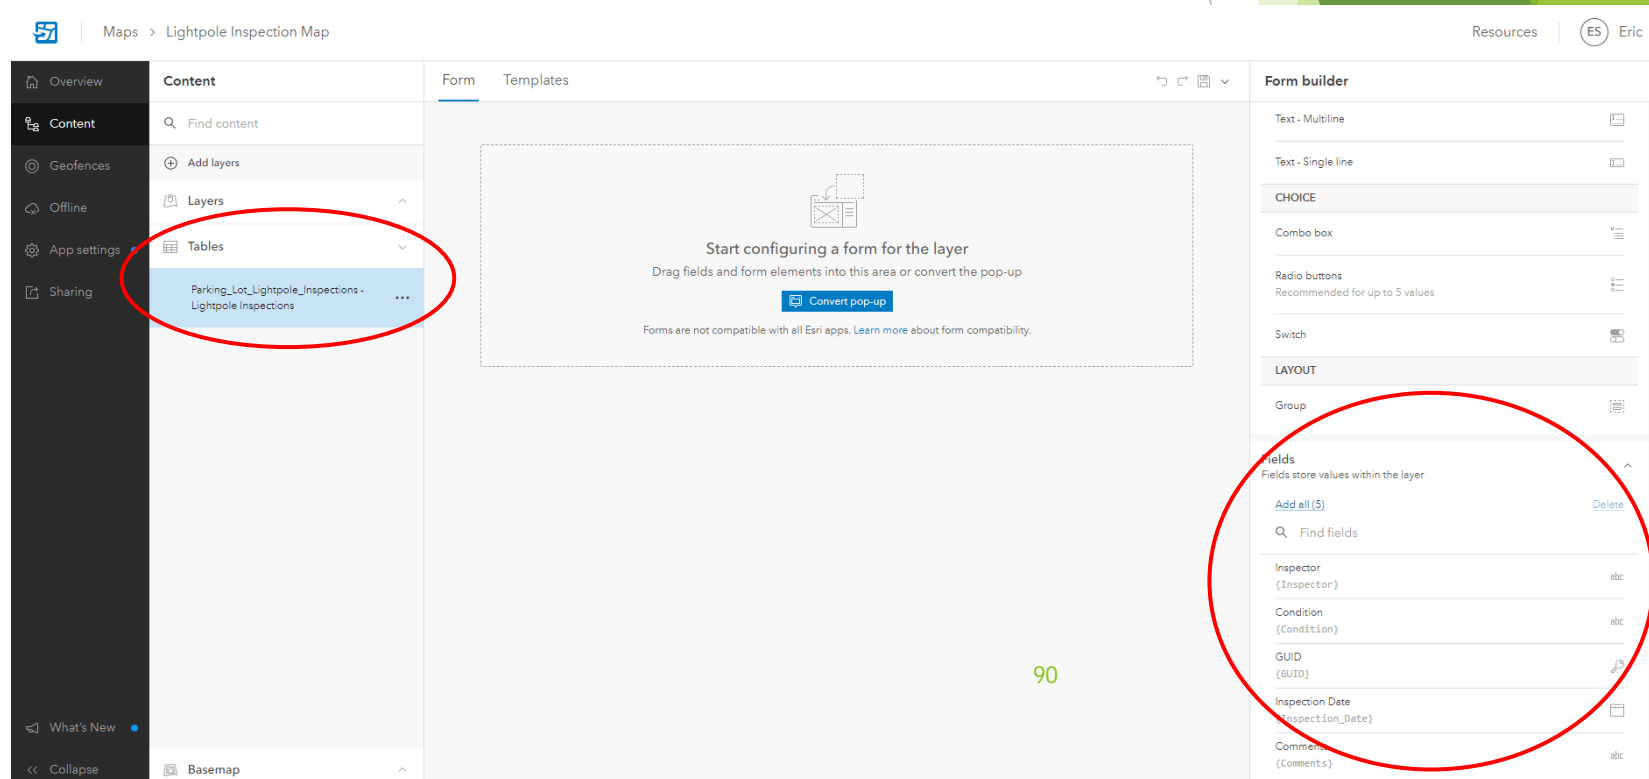 Maps > Lightpole Inspection Map
Resources
ES
Eric
Overview
Content
Geofences
Offline
App settings
Sharing
What's New
<< Collapse
Content
Find content
Add layers
Layers
Tables
Parking_Lot_Lightpole_Inspections -
Lightpole Inspections
Basemap
Form
Templates
Start configuring a form for the layer
Drag fields and form elements into this area or convert the pop-up
Convert pop-up
Forms are not compatible with all Esri apps. Learn more about form compatibility.
90
Form builder
Text - Multiline
Text - Single line
CHOICE
Combo box
Radio buttons
Recommended for up to 5 values
Switch
LAYOUT
Group
Fields
Fields store values within the layer
Add all (5)
Delete
Find fields
Inspector
{Inspector}
abc
Condition
{Condition}
abc
GUID
{GUID}
Inspection Date
{Inspection_Date}
Comments
{Comments}
abc